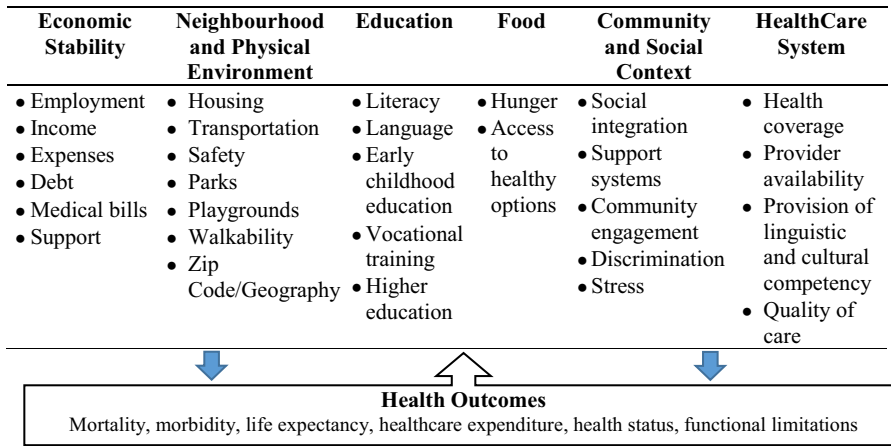 Economic
Stability
Neighbourhood
and Physical
Environment
Education
Food
Community
and Social
Context
HealthCare
System
• Employment
• Income
• Expenses
• Debt
• Medical bills
• Support
• Housing
• Transportation
• Safety
• Parks
• Playgrounds
• Walkability
• Zip
Code/Geography
• Literacy
• Language
• Early
childhood
education
• Vocational
training
• Higher
education
• Hunger
• Access
to
healthy
options
• Social
integration
• Support
systems
• Community
engagement
• Discrimination
• Stress
• Health
coverage
• Provider
availability
• Provision of
linguistic
and cultural
competency
• Quality of
care
Health Outcomes
Mortality, morbidity, life expectancy, healthcare expenditure, health status, functional limitations